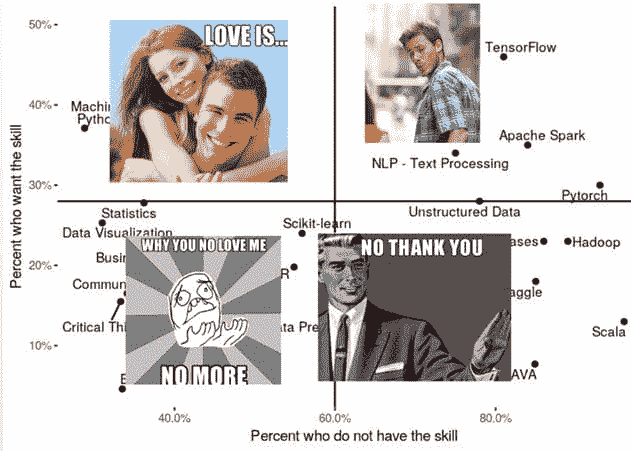 50%
LOVE IS...
TensorFlow
40%
Machi
Pytho
Apache Spark
NLP - Text Processing
30%
Pytorch
Statistics
Unstructured Data
Data Visualization
Scikit-learn
WHY YOU NO LOVE ME
NO THANK YOU
ases
Hadoop
Busin
20%
R
Commun
aggle
Critical Thi
ta Pre
Scala
10%
AVA
NO MORE
40.0%
60.0%
80.0%
Percent who do not have the skill
Percent who want the skill